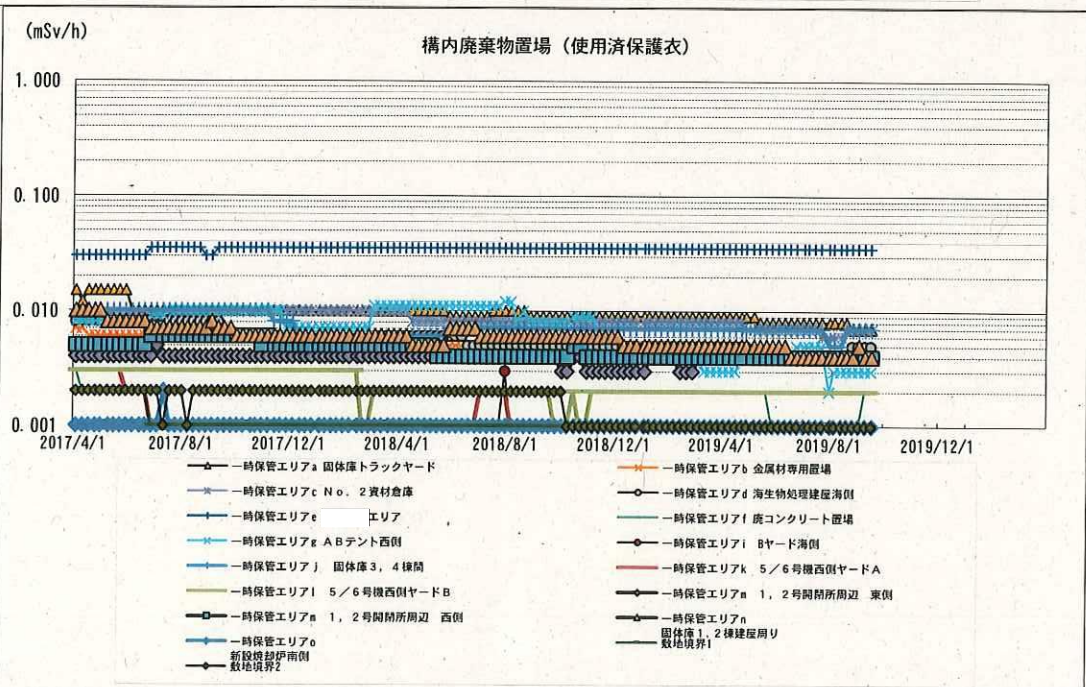 (mSv/h)
構内廃棄物置場（使用済保護衣）
1.000
0.100
0.010
0.001
2017/4/1 2017/8/1 2017/12/1 2018/4/1 2018/8/1 2018/12/1 2019/4/1 2019/8/1 2019/12/1
一時保管エリアa 固体庫トラックヤード
一時保管エリアb 金属材専用置場
一時保管エリアc No. 2資材倉庫
一時保管エリアd 海生物処理建屋海側
一時保管エリアe エリア
一時保管エリアf 廃コンクリート置場
一時保管エリアg ABテント西側
一時保管エリアi Bヤード海側
一時保管エリアj 固体庫3, 4棟間
一時保管エリアk 5／6号機西側ヤードA
一時保管エリアl 5／6号機西側ヤードB
一時保管エリアm 1, 2号開閉所周辺 東側
一時保管エリアm 1, 2号開閉所周辺 西側
一時保管エリアn
一時保管エリアo
固体庫1, 2棟建屋周り
敷地境界1
新設焼却炉南側
敷地境界2